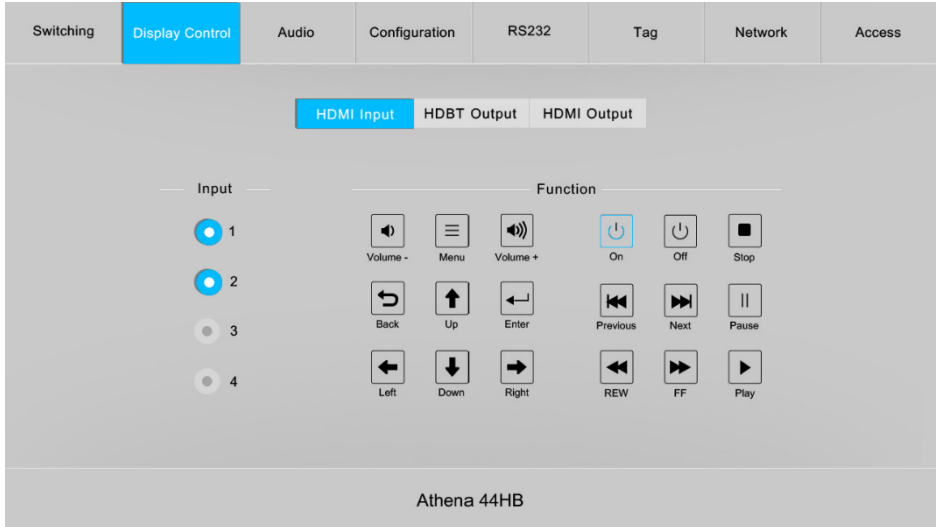 Switching Display Control Audio Configuration RS232 Tag Network Access
HDMI Input HDBT Output HDMI Output
Input Function
1
Volume - Menu Volume + On Off Stop
2
Back Up Enter Previous Next Pause
3
4
Left Down Right REW FF Play
Athena 44HB